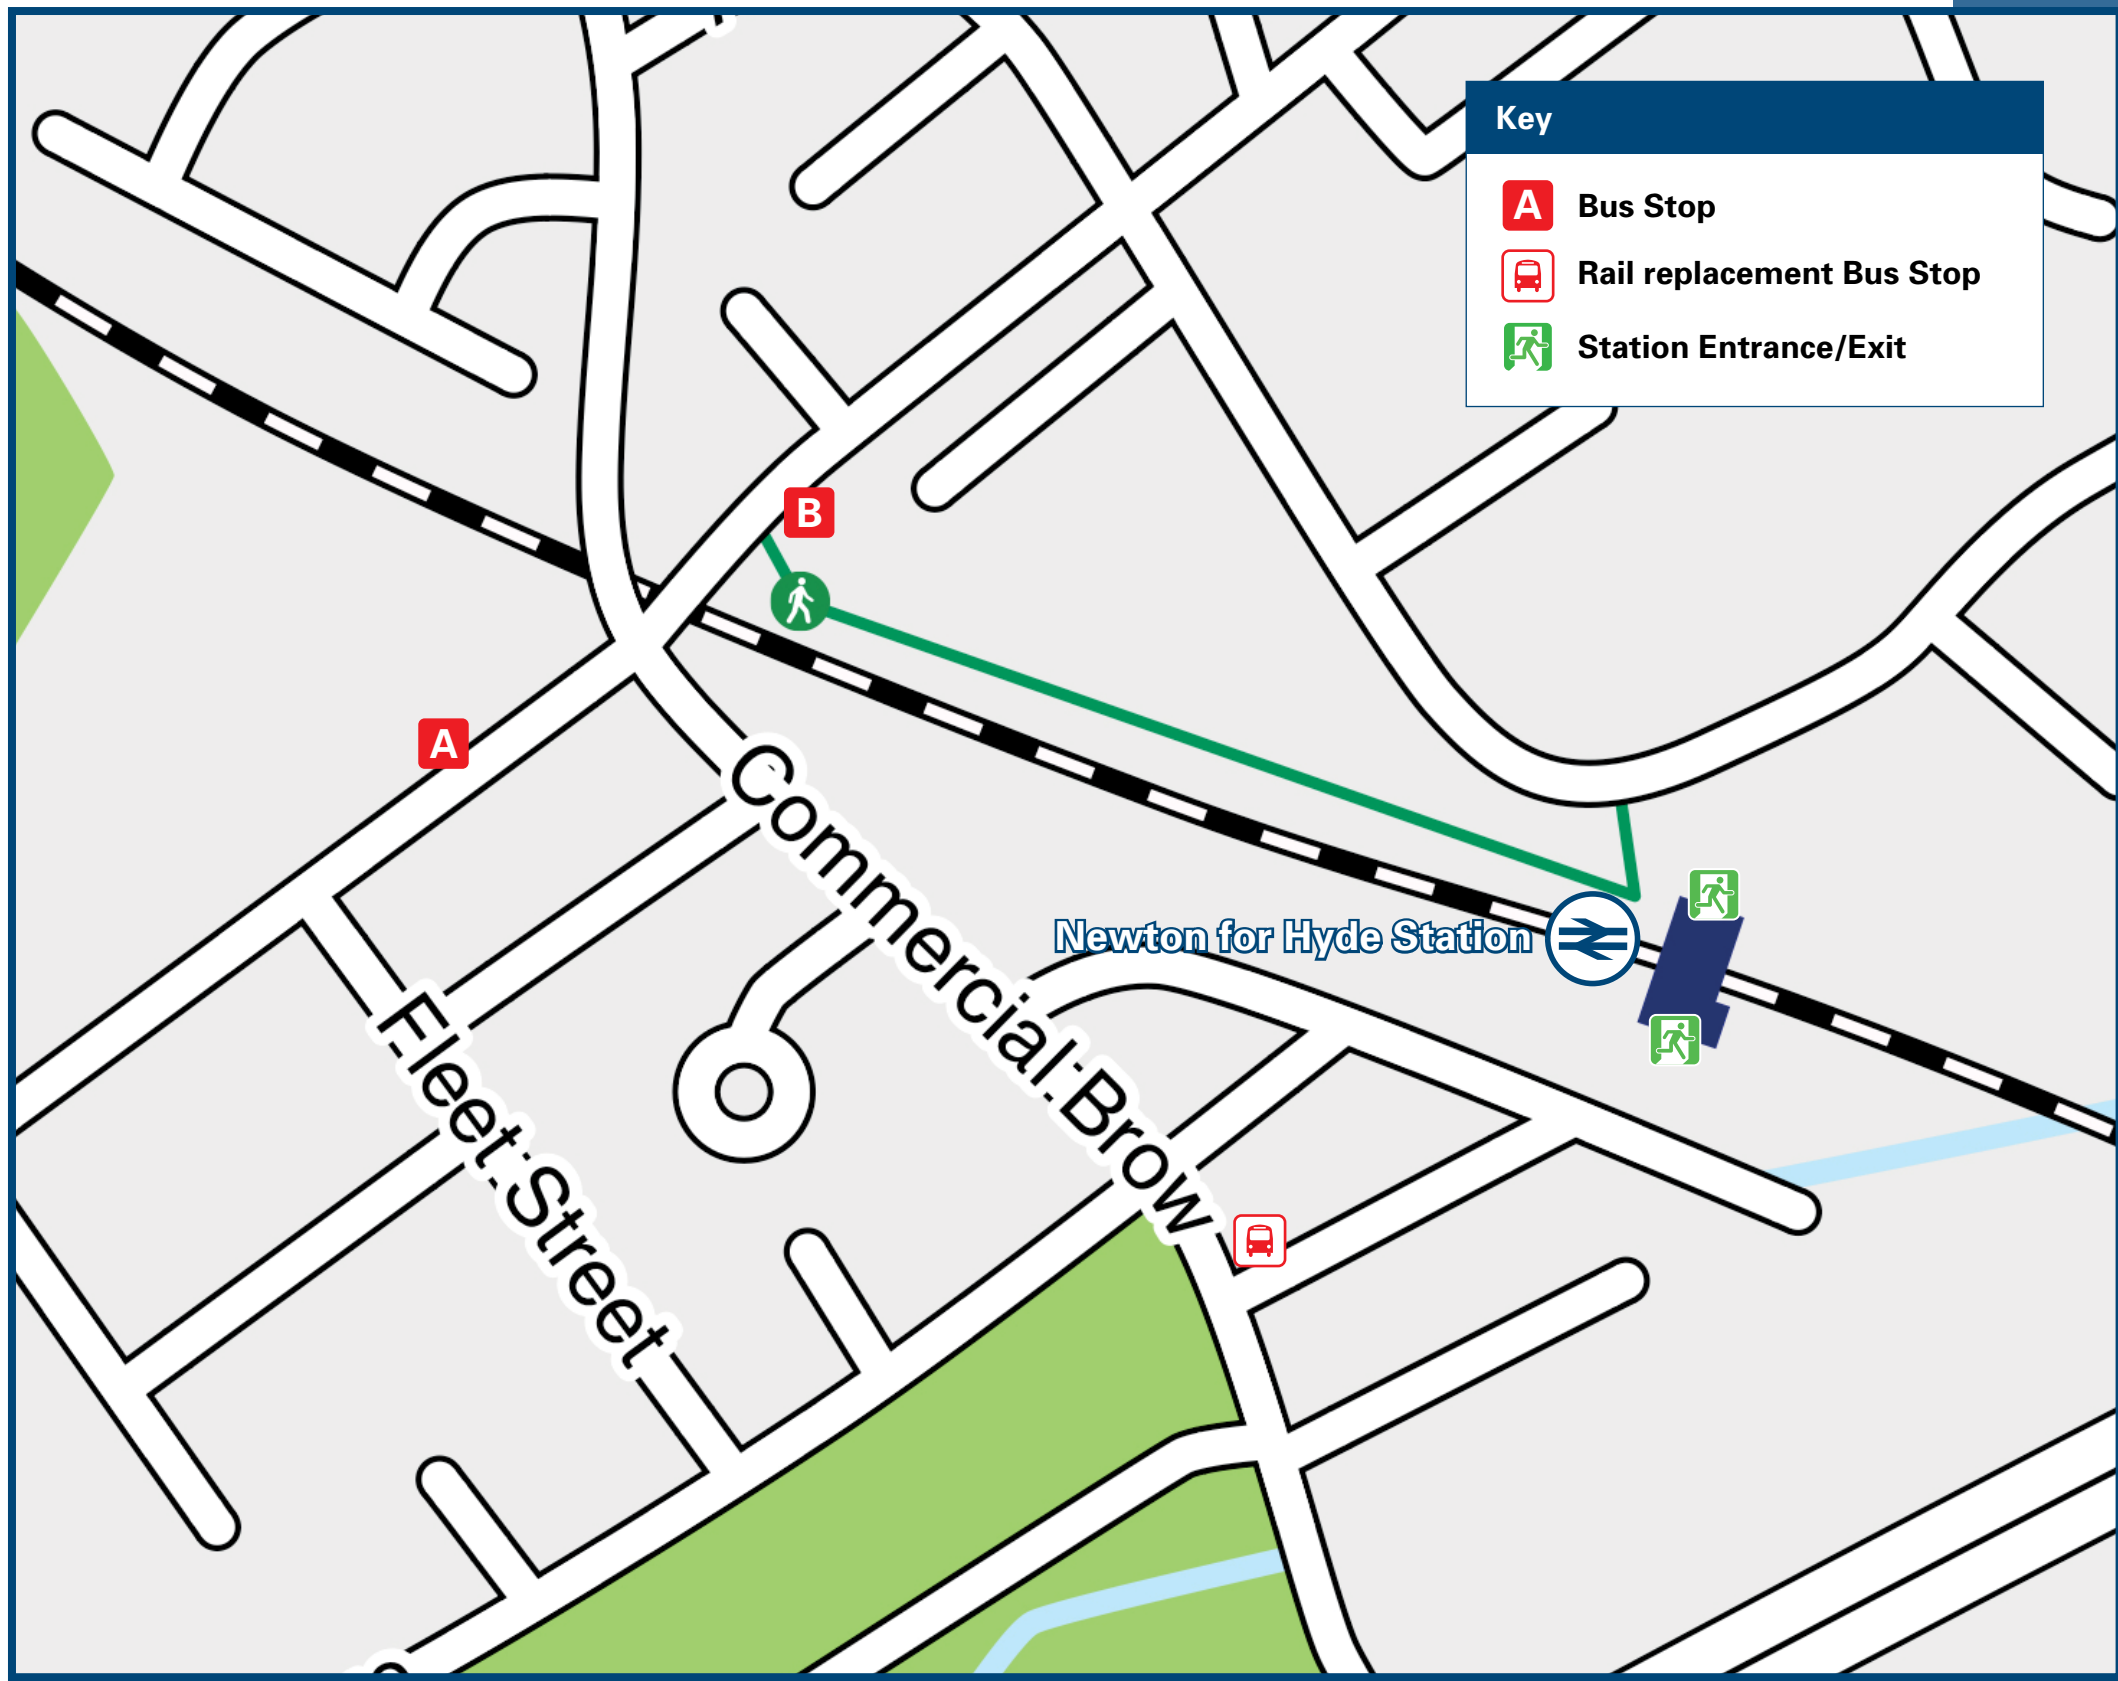 Key
A Bus Stop
Rail replacement Bus Stop
Station Entrance/Exit
B
A
Commercial Brow
Newton for Hyde Station
Fleet Street